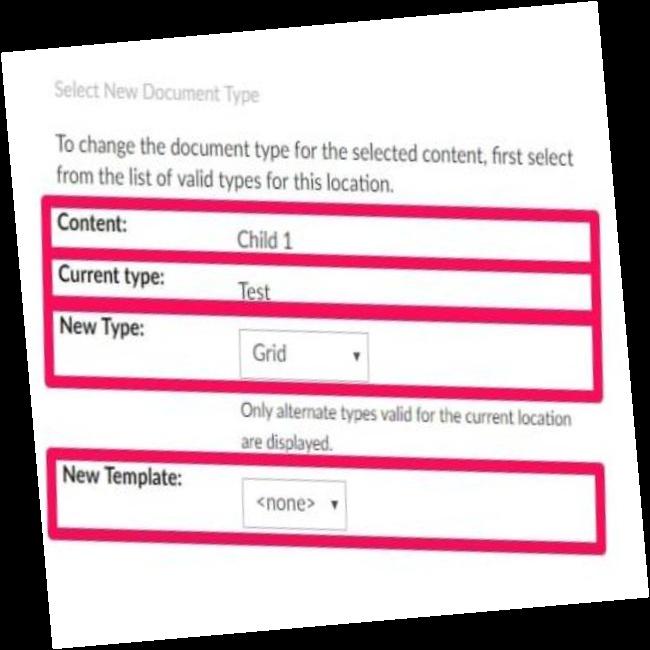 Select New Document Type
To change the document type for the selected content, first select
from the list of valid types for this location.
Content:
Child 1
Current type:
Test
New Type:
Grid
Only alternate types valid for the current location
are displayed.
New Template:
<none>